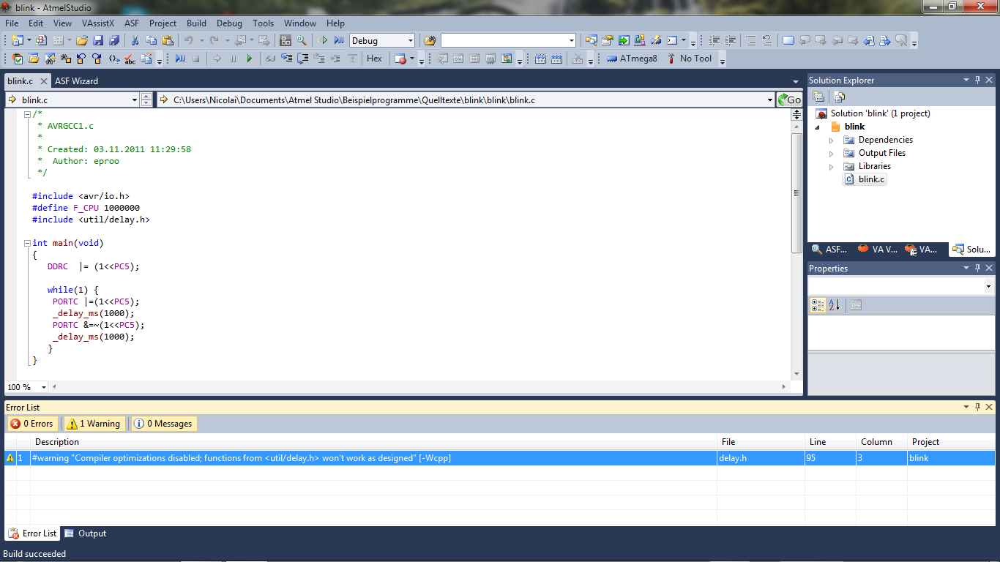 blink - AtmelStudio
File Edit View VAssistX ASF Project Build Debug Tools Window Help
Debug
Hex ATmega8 No Tool
blink.c ASF Wizard
blink.c C:\Users\Nicolai\Documents\Atmel Studio\Beispielprogramme\Quelltexte\blink\blink\blink.c Go
/*
* AVRGCC1.c
*
* Created: 03.11.2011 11:29:58
* Author: eproo
*/
#include <avr/io.h>
#define F_CPU 1000000
#include <util/delay.h>
int main(void)
{
DDRC |= (1<<PC5);
while(1) {
PORTC |=(1<<PC5);
_delay_ms(1000);
PORTC &=~(1<<PC5);
_delay_ms(1000);
}
}
100 %
Solution Explorer
Solution 'blink' (1 project)
blink
Dependencies
Output Files
Libraries
blink.c
ASF... VA V... VA... Solu...
Properties
Error List
0 Errors 1 Warning 0 Messages
Description File Line Column Project
1 #warning "Compiler optimizations disabled; functions from <util/delay.h> won't work as designed" [-Wcpp] delay.h 95 3 blink
Error List Output
Build succeeded